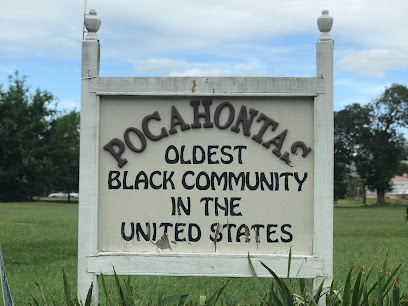 POCAHONTAS
OLDEST
BLACK COMMUNITY
IN THE
UNITED STATES